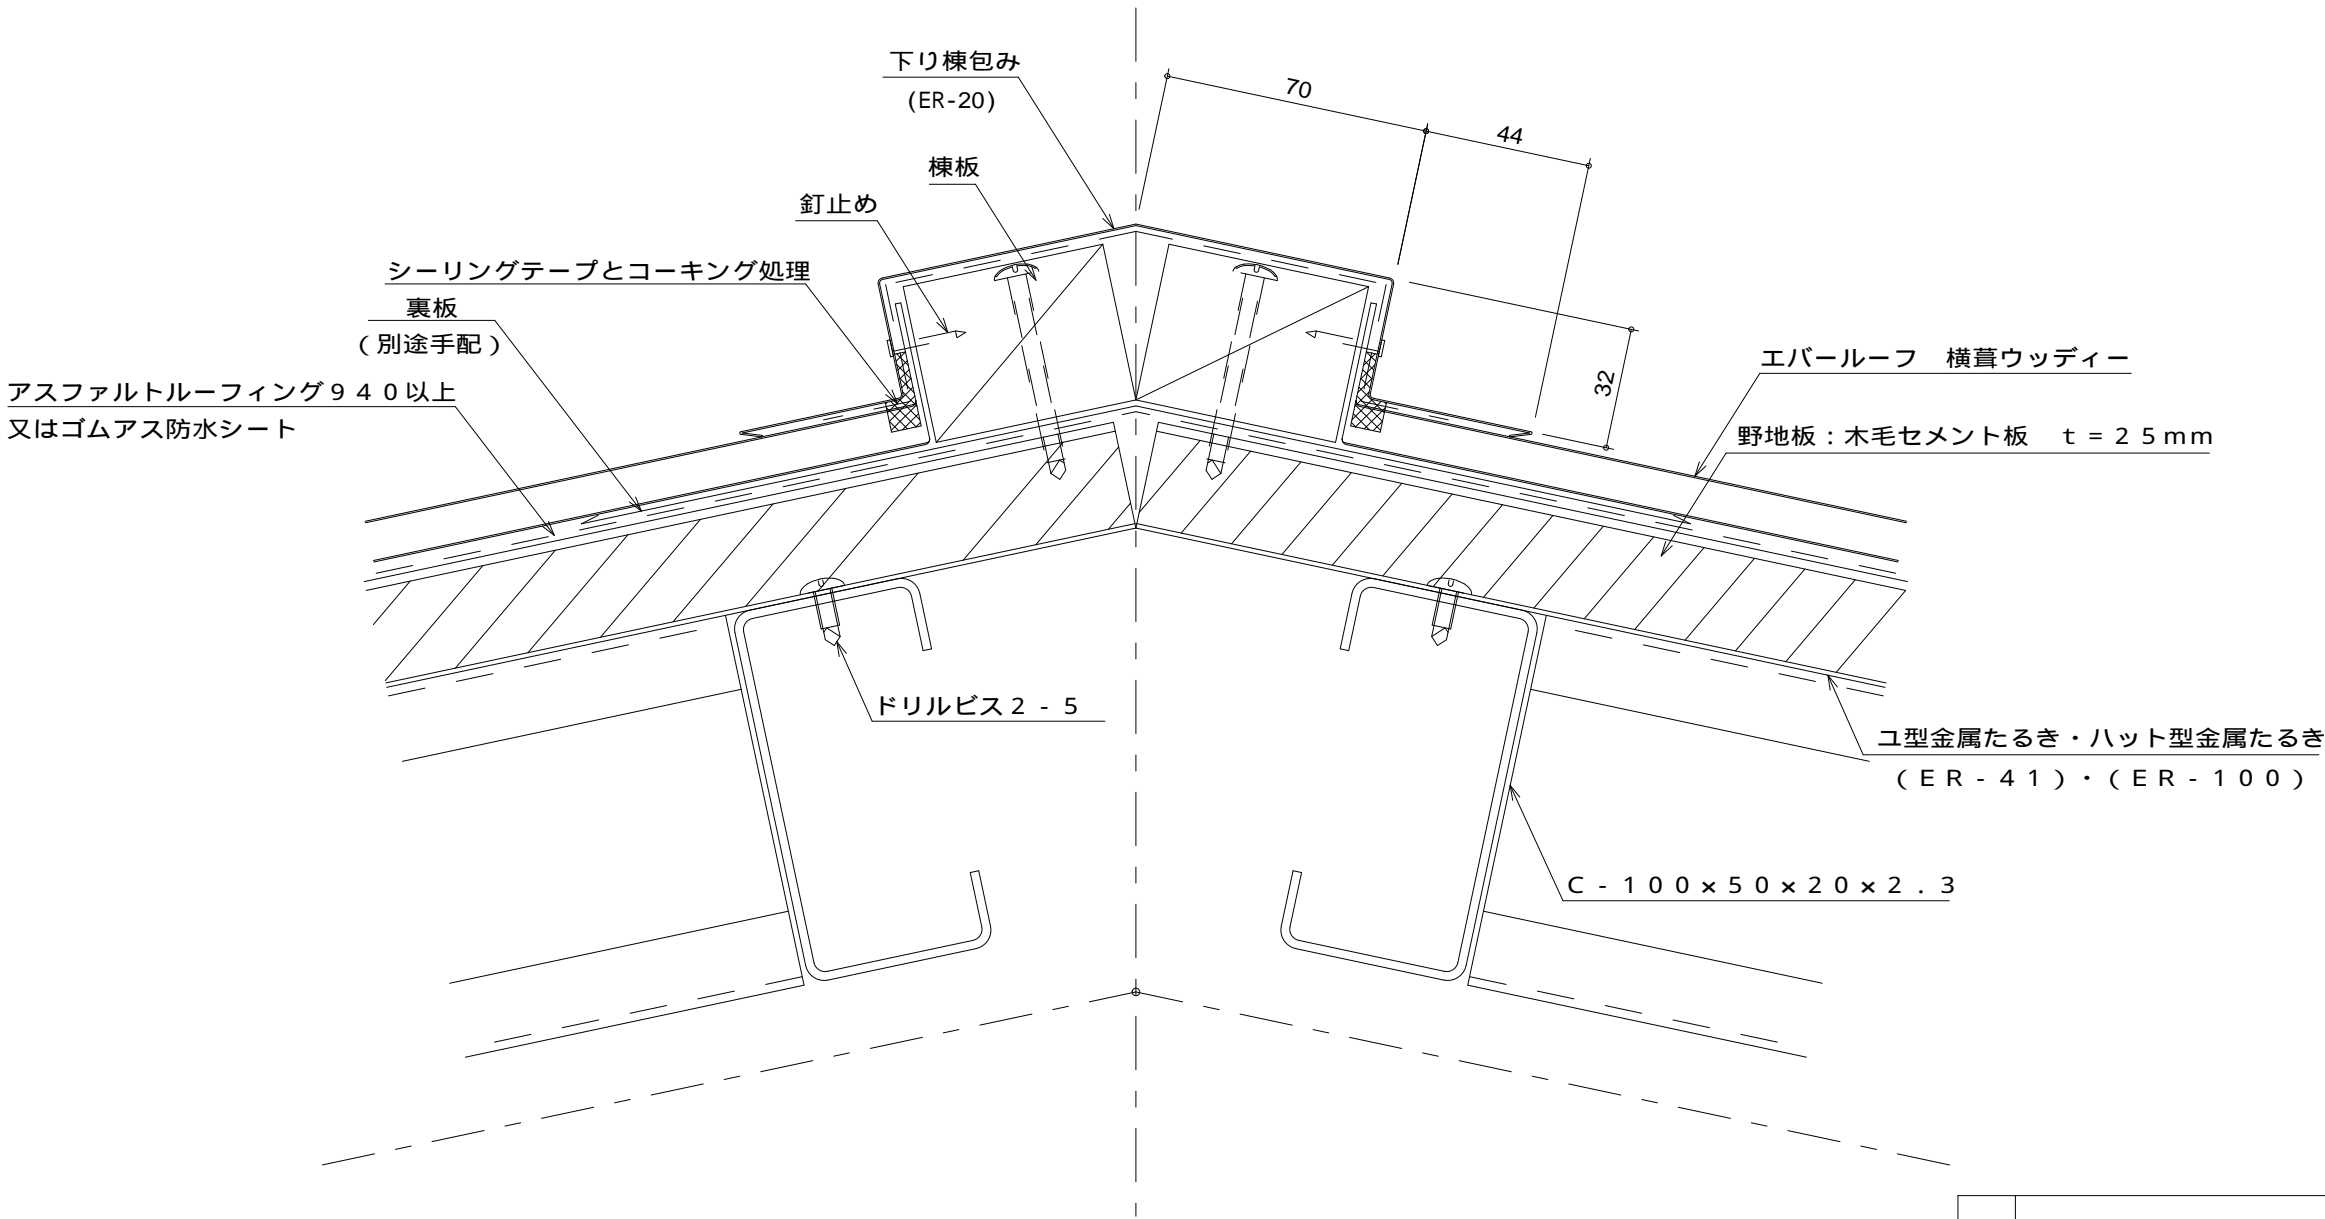 下り棟包み
(ER-20)
棟板
釘止め
シーリングテープとコーキング処理
裏板
(別途手配)
アスファルトルーフィング940以上
又はゴムアス防水シート
70
44
32
エバールーフ　横葺ウッディー
野地板：木毛セメント板　ｔ＝25mm
ドリルビス2-5
ユ型金属たるき・ハット型金属たるき
(ER-41)・(ER-100)
C-100×50×20×2.3